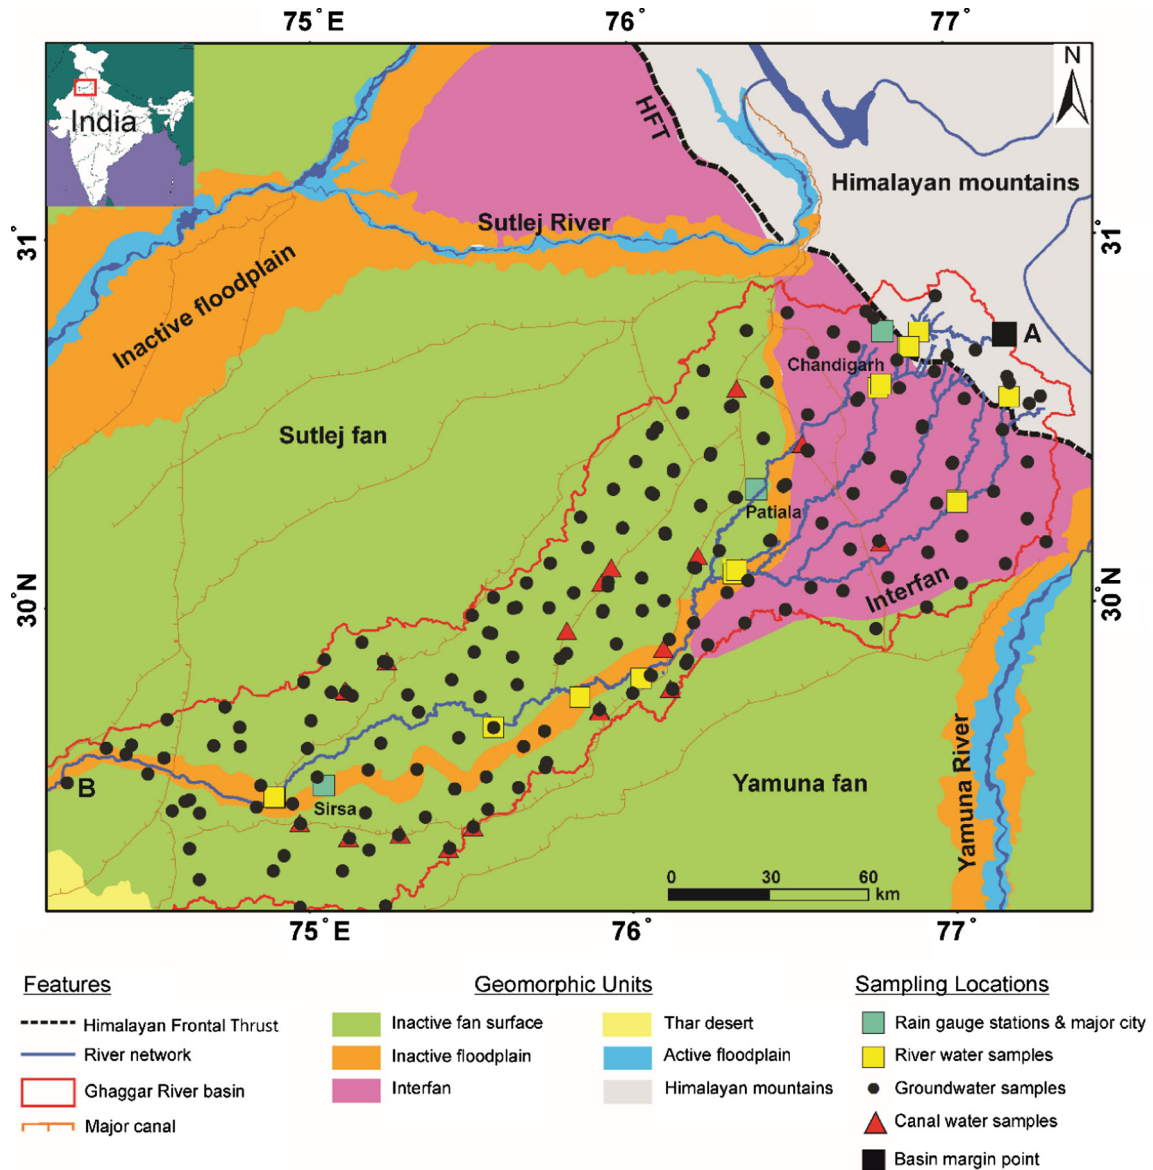 75˚E
76˚
77˚
N
India
HFT
Himalayan mountains
Sutlej River
31˚
31˚
Inactive floodplain
A
Chandigarh
Sutlej fan
Patiala
30˚N
30˚N
Interfan
B
Sirsa
Yamuna fan
Yamuna River
0
30
60
km
75˚E
76˚
77˚
Features
Himalayan Frontal Thrust
River network
Ghaggar River basin
Major canal
Geomorphic Units
Inactive fan surface
Inactive floodplain
Interfan
Thar desert
Active floodplain
Himalayan mountains
Sampling Locations
Rain gauge stations & major city
River water samples
Groundwater samples
Canal water samples
Basin margin point